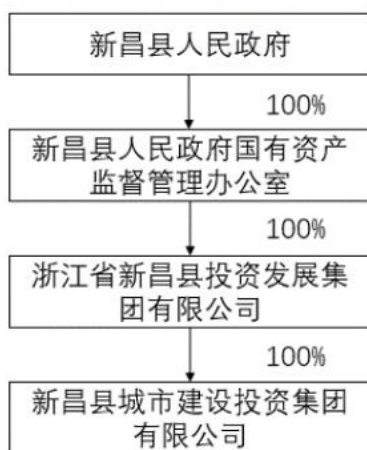 新昌县人民政府
100%
新昌县人民政府国有资产
监督管理办公室
100%
浙江省新昌县投资发展集
团有限公司
100%
新昌县城市建设投资集团
有限公司